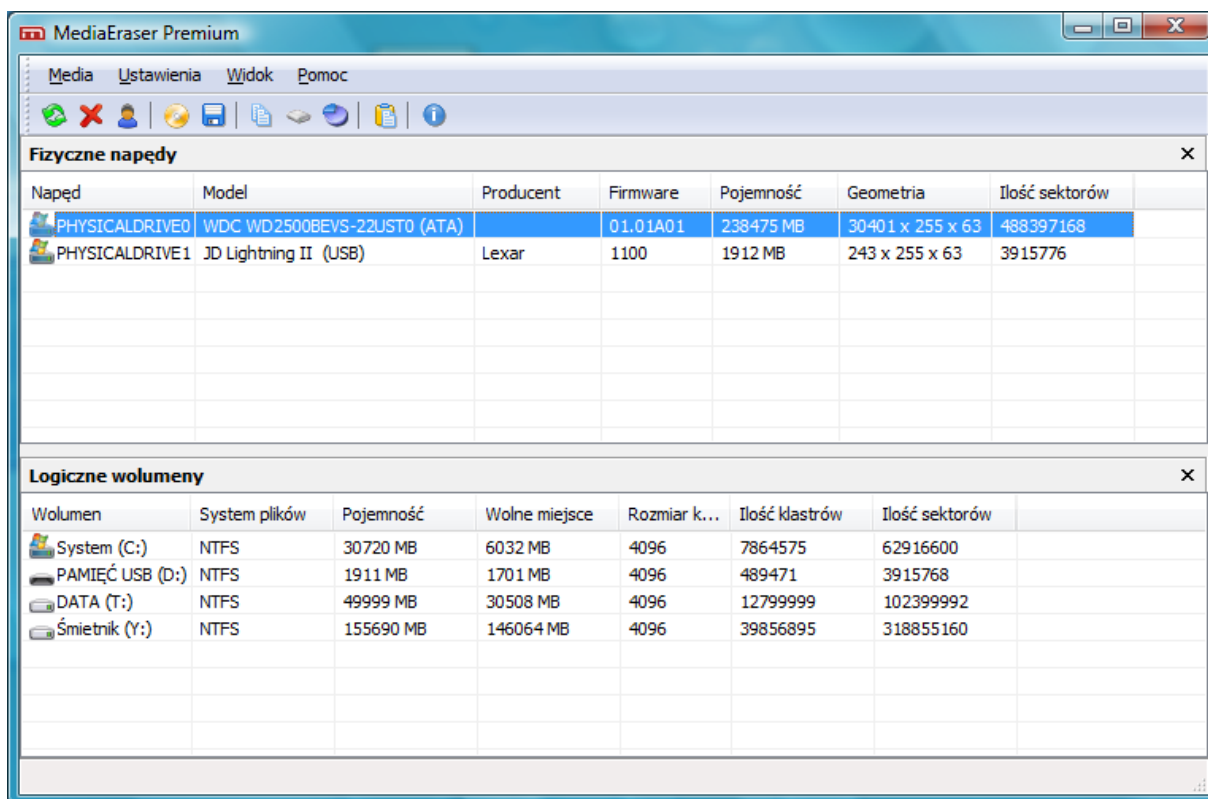 MediaEraser Premium
Media Ustawienia Widok Pomoc
Fizyczne napędy
Napęd Model Producent Firmware Pojemność Geometria Ilość sektorów
PHYSICALDRIVE0 WDC WD2500BEVS-22UST0 (ATA) 01.01A01 238475 MB 30401 x 255 x 63 488397168
PHYSICALDRIVE1 JD Lightning II (USB) Lexar 1100 1912 MB 243 x 255 x 63 3915776
Logiczne wolumeny
Wolumen System plików Pojemność Wolne miejsce Rozmiar k... Ilość klastrów Ilość sektorów
System (C:) NTFS 30720 MB 6032 MB 4096 7864575 62916600
PAMIĘĆ USB (D:) NTFS 1911 MB 1701 MB 4096 489471 3915768
DATA (T:) NTFS 49999 MB 30508 MB 4096 12799999 102399992
Śmietnik (Y:) NTFS 155690 MB 146064 MB 4096 39856895 318855160